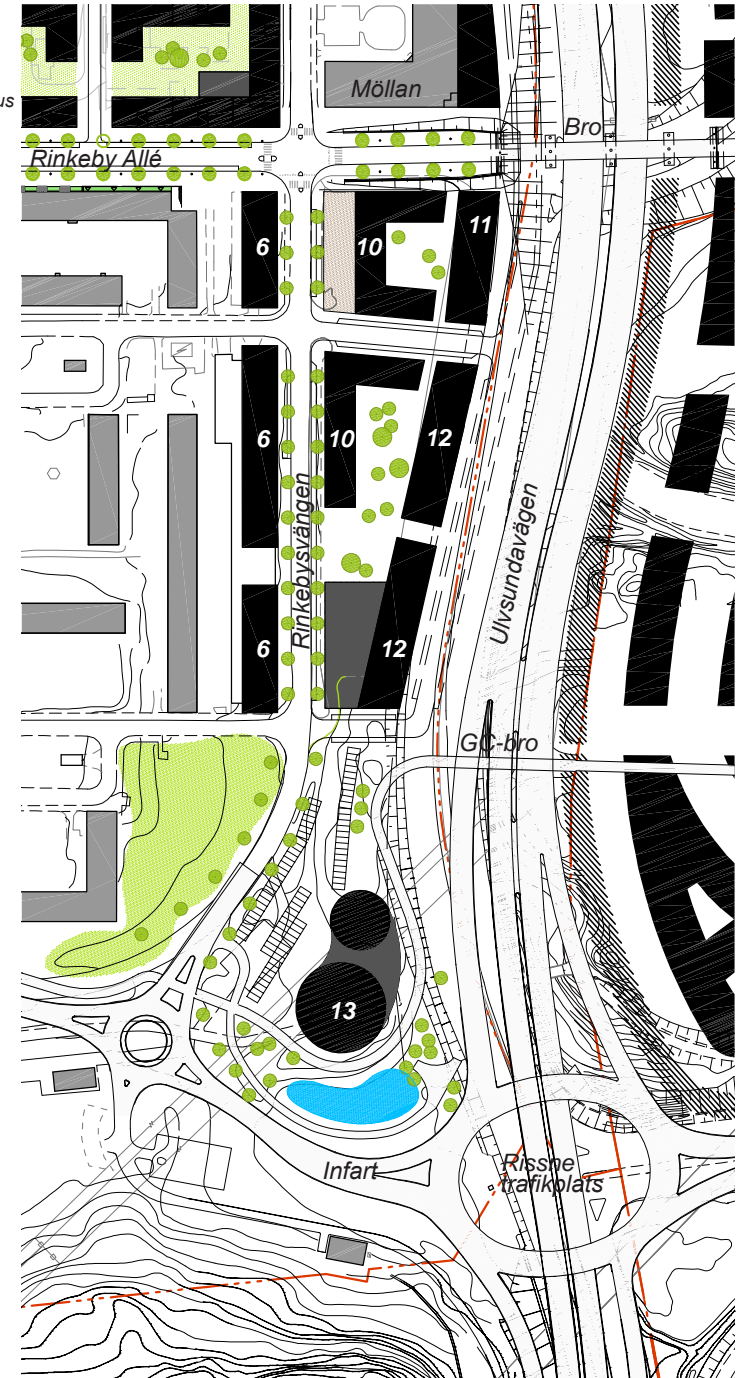 Möllan
us
Bro
Rinkeby Allé
6
10
11
6
10
12
Rinkebysvängen
Ulvsundavägen
6
12
GC-bro
13
Infart
Rissne
trafikplats